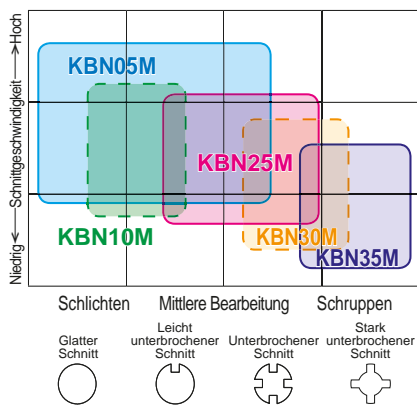 Hoch
Schnittgeschwindigkeit
Niedrig
KBN05M
KBN25M
KBN10M
KBN30M
KBN35M
Schlichten Mittlere Bearbeitung Schruppen
Glatter
Schnitt
Leicht
unterbrochener
Schnitt
Unterbrochener
Schnitt
Stark
unterbrochener
Schnitt